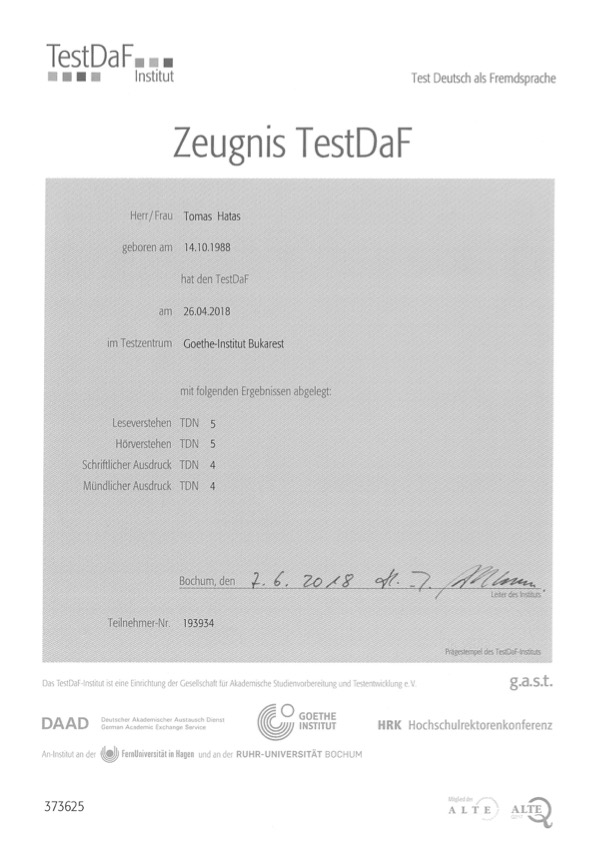 TestDaF
Institut
Test Deutsch als Fremdsprache
Zeugnis TestDaF
Herr/Frau Tomas Hatas
geboren am 14.10.1988
hat den TestDaF
am 26.04.2018
im Testzentrum Goethe-Institut Bukarest
mit folgenden Ergebnissen abgelegt:
Leseverstehen TDN 5
Hörverstehen TDN 5
Schriftlicher Ausdruck TDN 4
Mündlicher Ausdruck TDN 4
Bochum, den 7.6.2018
Leiter des Instituts
Teilnehmer-Nr. 193934
Prägestempel des TestDaF-Instituts
Das TestDaF-Institut ist eine Einrichtung der Gesellschaft für Akademische Studienvorbereitung und Testentwicklung e. V.
g.a.s.t.
DAAD Deutscher Akademischer Austausch Dienst
German Academic Exchange Service
GOETHE
INSTITUT
HRK Hochschulrektorenkonferenz
An-Institut an der FernUniversität in Hagen und an der RUHR-UNIVERSITÄT BOCHUM
373625
Mitglied der
ALTE
ALTE